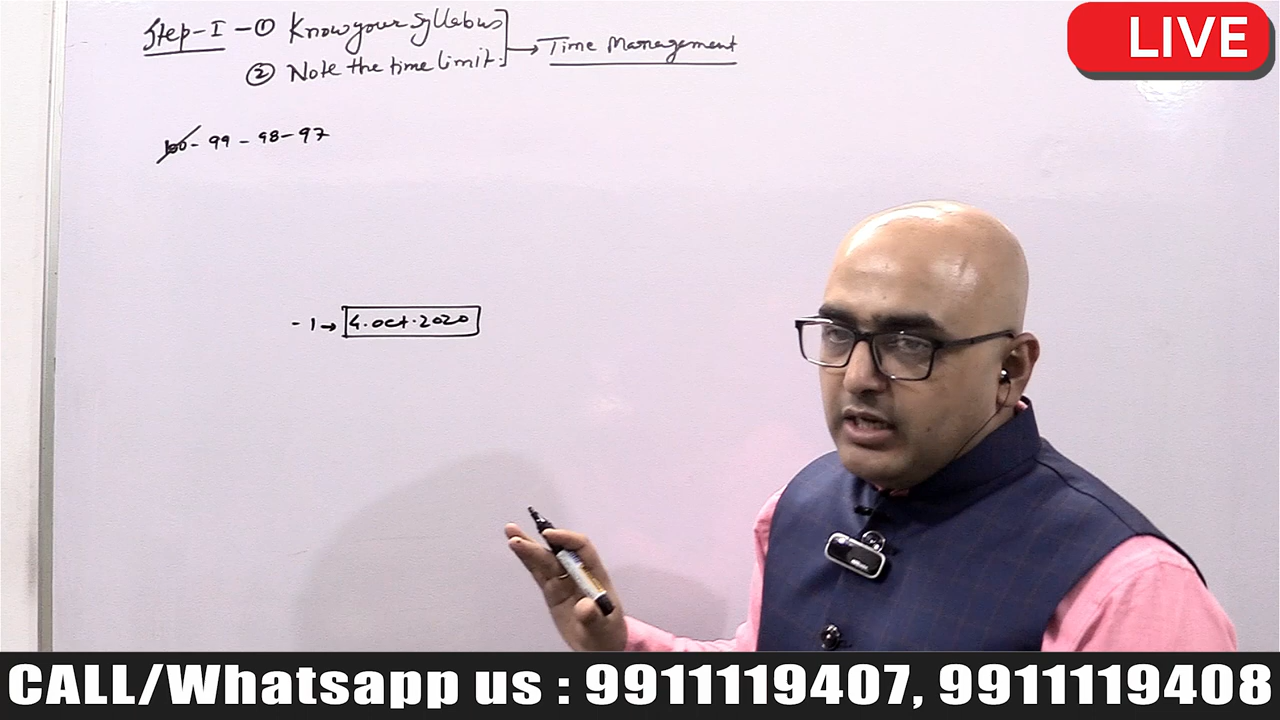 Step-I - ① Know your Syllabus
② Note the time limit.
→ Time Management
LIVE
100 - 99 - 98 - 97
- 1 → 4. oct. 2020
CALL/Whatsapp us : 9911119407, 9911119408